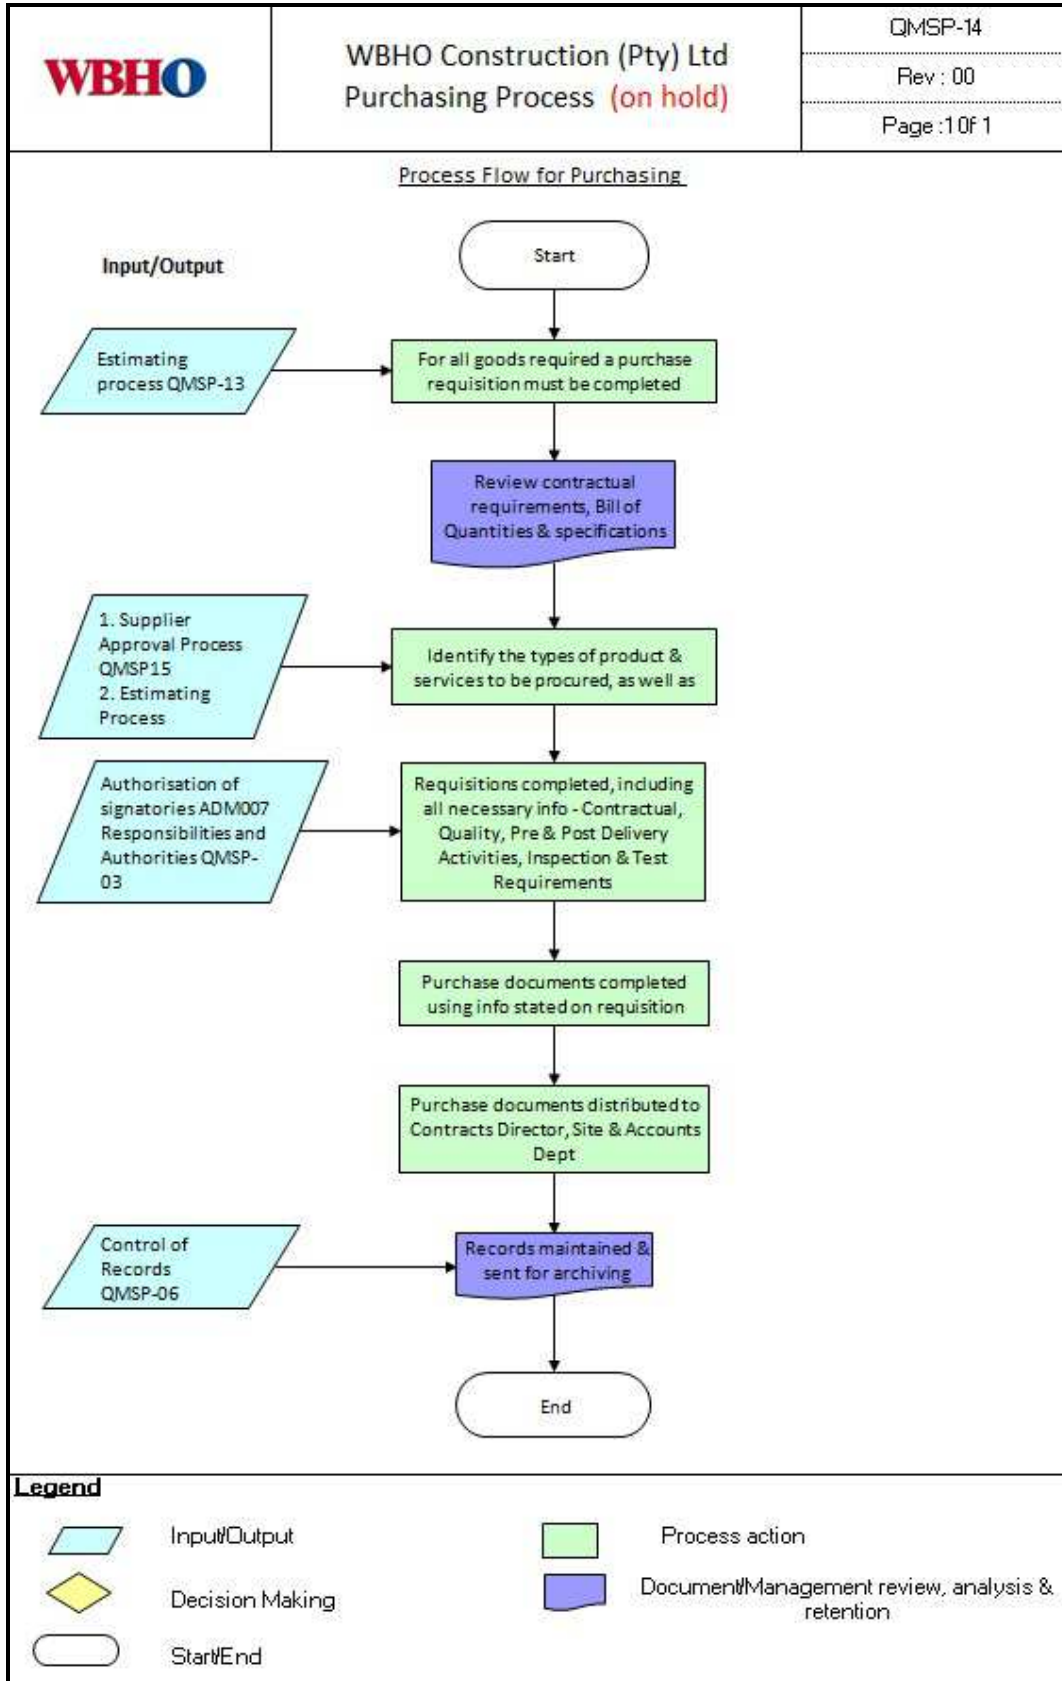 WBHO
WBHO Construction (Pty) Ltd
Purchasing Process (on hold)
QMSP-14
Rev : 00
Page :1 Of 1
Process Flow for Purchasing
Input/Output
Start
Estimating
process QMSP-13
For all goods required a purchase
requisition must be completed
Review contractual
requirements, Bill of
Quantities & specifications
1. Supplier
Approval Process
QMSP15
2. Estimating
Process
Identify the types of product &
services to be procured, as well as
Authorisation of
signatories ADM007
Responsibilities and
Authorities QMSP-
03
Requisitions completed, including
all necessary info - Contractual,
Quality, Pre & Post Delivery
Activities, Inspection & Test
Requirements
Purchase documents completed
using info stated on requisition
Purchase documents distributed to
Contracts Director, Site & Accounts
Dept
Control of
Records
QMSP-06
Records maintained &
sent for archiving
End
Legend
Input/Output
Process action
Decision Making
Document/Management review, analysis &
retention
Start/End